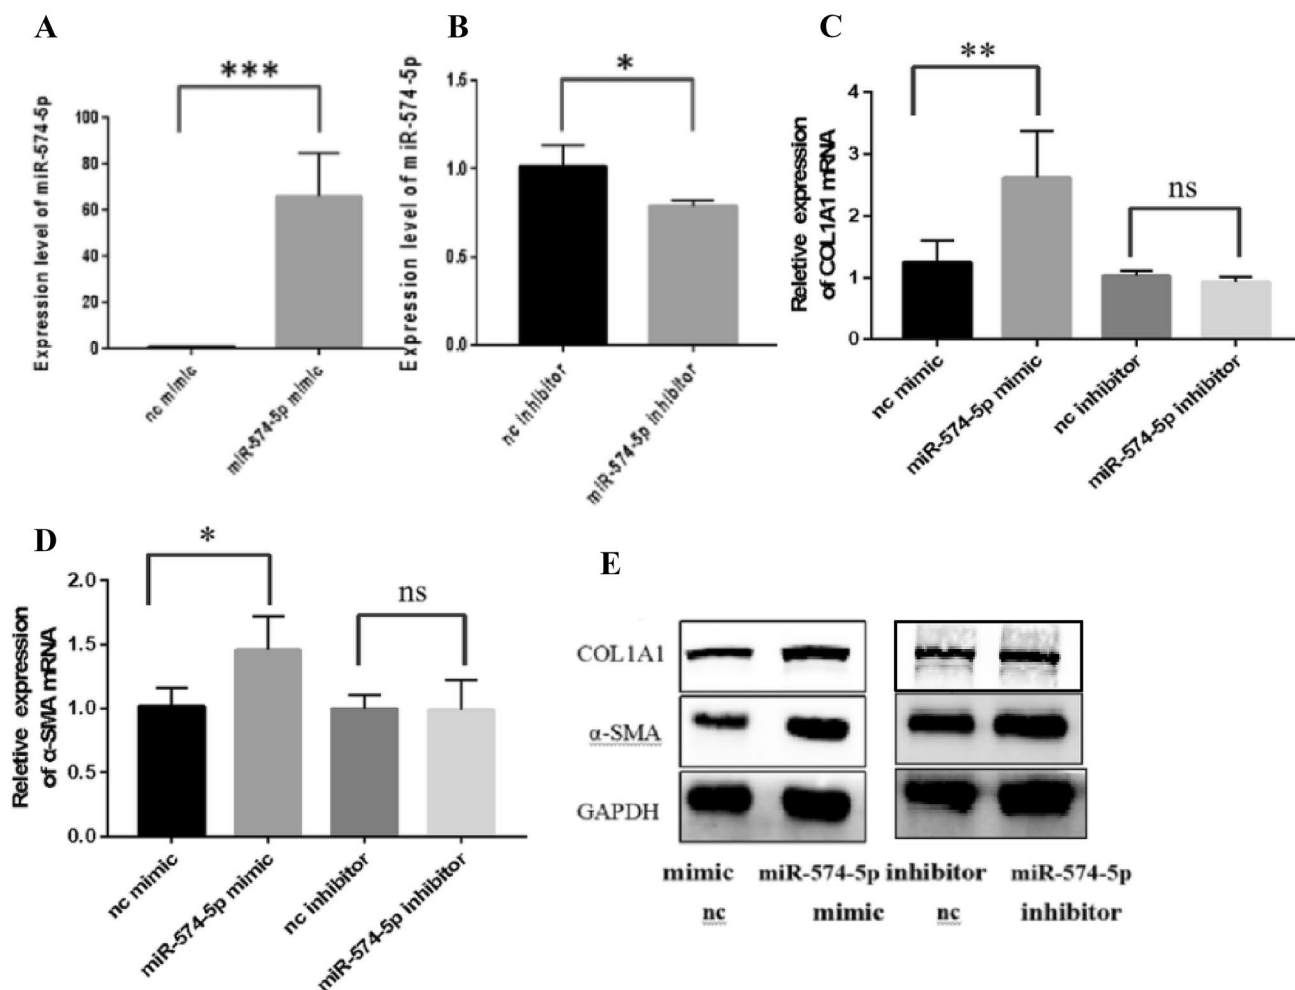 A
***
Expression level of miR-574-5p
100
80
60
40
20
0
nc mimic
miR-574-5p mimic
B
*
Expression level of miR-574-5p
1.5
1.0
0.5
0.0
nc inhibitor
miR-574-5p inhibitor
C
**
ns
Reletive expression
of COL1A1 mRNA
4
3
2
1
0
nc mimic
miR-574-5p mimic
nc inhibitor
miR-574-5p inhibitor
D
*
ns
Reletive expression
of α-SMA mRNA
2.0
1.5
1.0
0.5
0.0
nc mimic
miR-574-5p mimic
nc inhibitor
miR-574-5p inhibitor
E
COL1A1
α-SMA
GAPDH
mimic miR-574-5p inhibitor miR-574-5p
nc mimic nc inhibitor